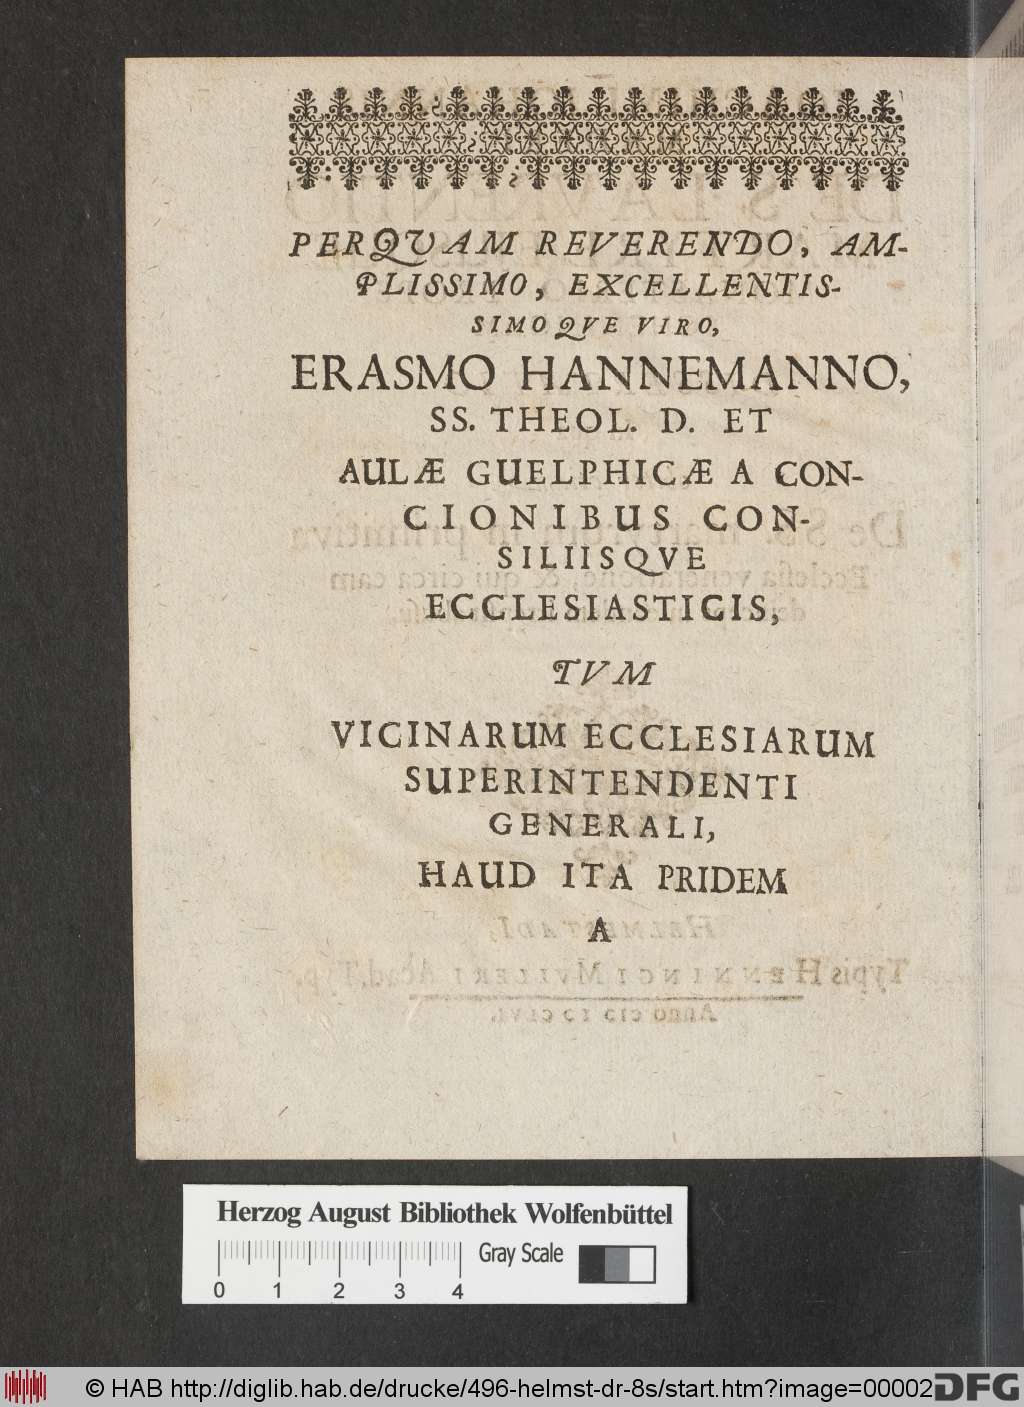 PERQUAM REVERENDO, AM-
PLISSIMO, EXCELLENTIS-
SIMOQVE VIRO,
ERASMO HANNEMANNO,
SS. THEOL. D. ET
AULÆ GUELPHICÆ A CON-
CIONIBUS CON-
SILIISQVE
ECCLESIASTICIS,
TVM
VICINARUM ECCLESIARUM
SUPERINTENDENTI
GENERALI,
HAUD ITA PRIDEM
A
Herzog August Bibliothek Wolfenbüttel
Gray Scale
0 1 2 3 4
© HAB http://diglib.hab.de/drucke/496-helmst-dr-8s/start.htm?image=00002
DFG